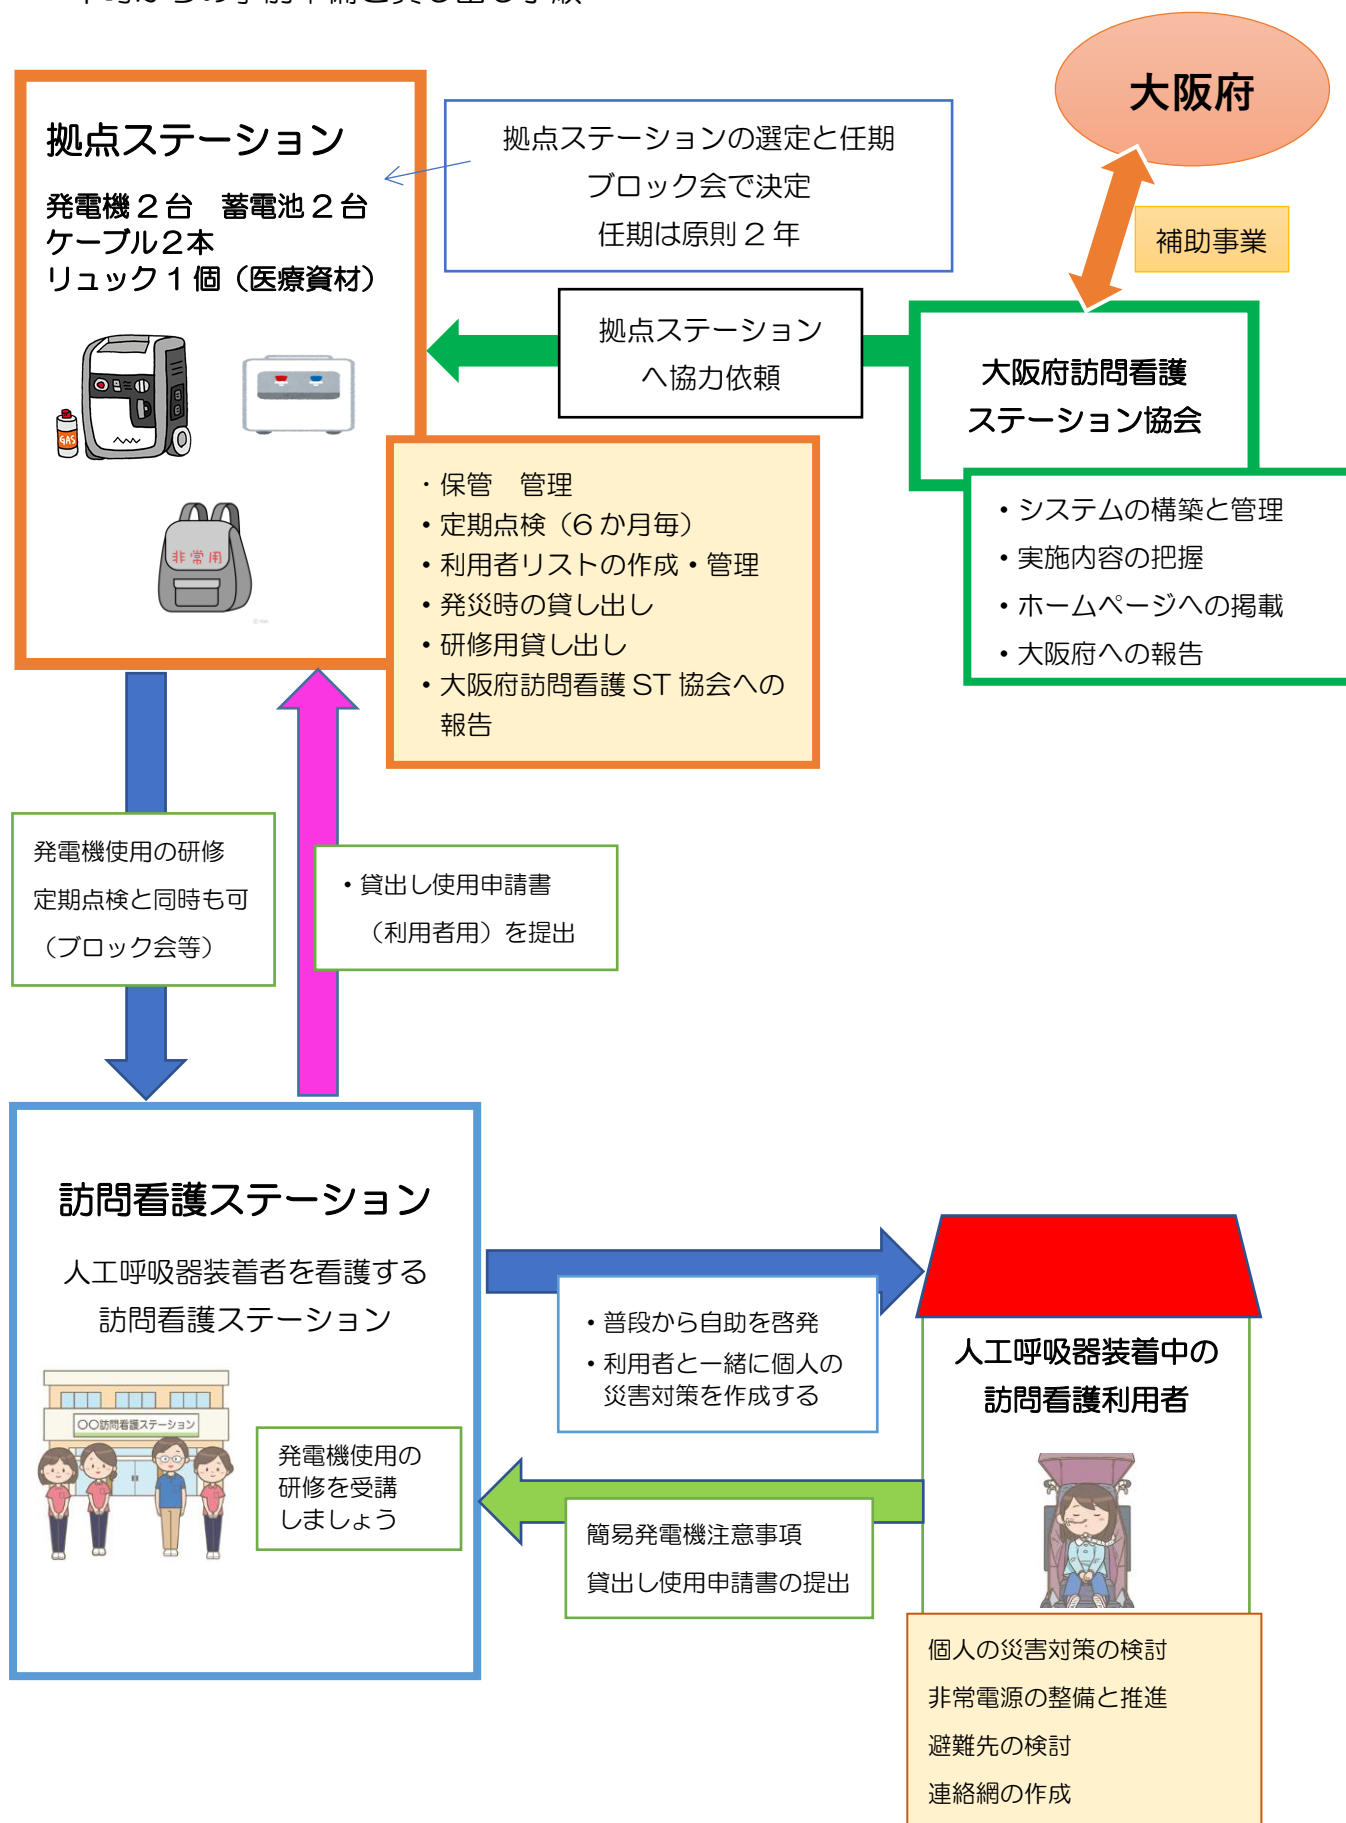 大阪府
補助事業
拠点ステーション
発電機2台　蓄電池2台
ケーブル2本
リュック1個（医療資材）
GAS
非常用
拠点ステーションの選定と任期
ブロック会で決定
任期は原則2年
拠点ステーション
へ協力依頼
大阪府訪問看護
ステーション協会
・システムの構築と管理
・実施内容の把握
・ホームページへの掲載
・大阪府への報告
・保管　管理
・定期点検（6か月毎）
・利用者リストの作成・管理
・発災時の貸し出し
・研修用貸し出し
・大阪府訪問看護ST協会への
報告
発電機使用の研修
定期点検と同時も可
（ブロック会等）
・貸出し使用申請書
（利用者用）を提出
訪問看護ステーション
人工呼吸器装着者を看護する
訪問看護ステーション
〇〇訪問看護ステーション
発電機使用の
研修を受講
しましょう
・普段から自助を啓発
・利用者と一緒に個人の
災害対策を作成する
簡易発電機注意事項
貸出し使用申請書の提出
人工呼吸器装着中の
訪問看護利用者
個人の災害対策の検討
非常電源の整備と推進
避難先の検討
連絡網の作成